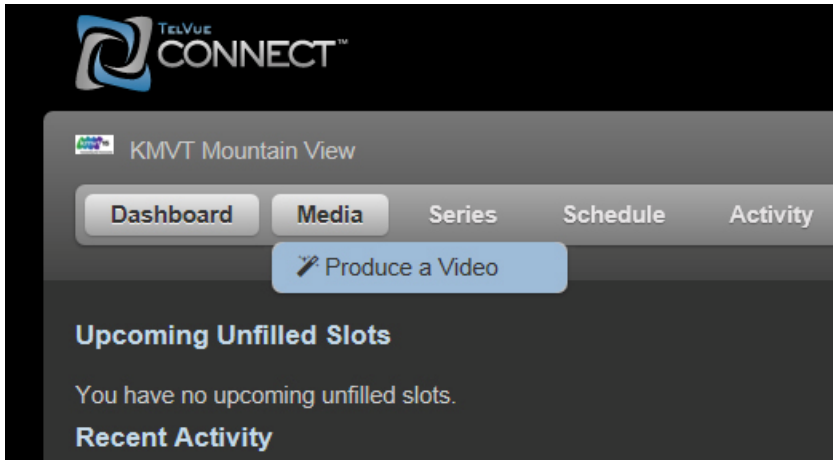 TELVUE
CONNECT™
KMVT Mountain View
Dashboard Media Series Schedule Activity
Produce a Video
Upcoming Unfilled Slots
You have no upcoming unfilled slots.
Recent Activity